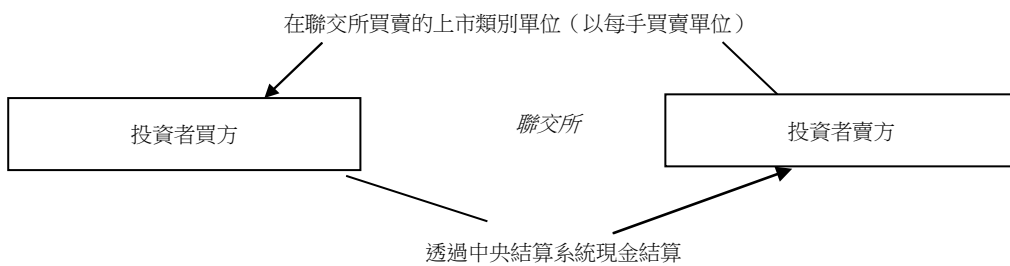 在聯交所買賣的上市類別單位（以每手買賣單位）
投資者買方
聯交所
投資者賣方
透過中央結算系統現金結算